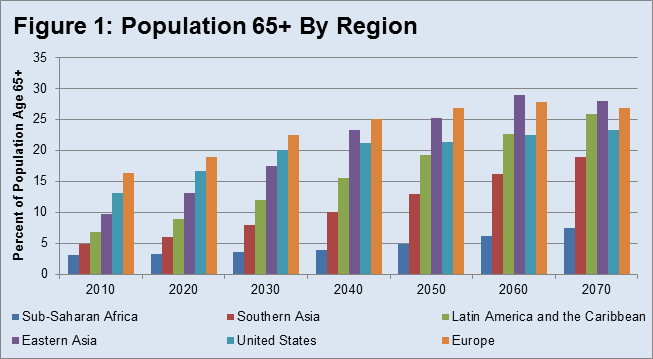 Figure 1: Population 65+ By Region
Percent of Population Age 65+
35
30
25
20
15
10
5
0
2010 2020 2030 2040 2050 2060 2070
Sub-Saharan Africa Southern Asia Latin America and the Caribbean
Eastern Asia United States Europe